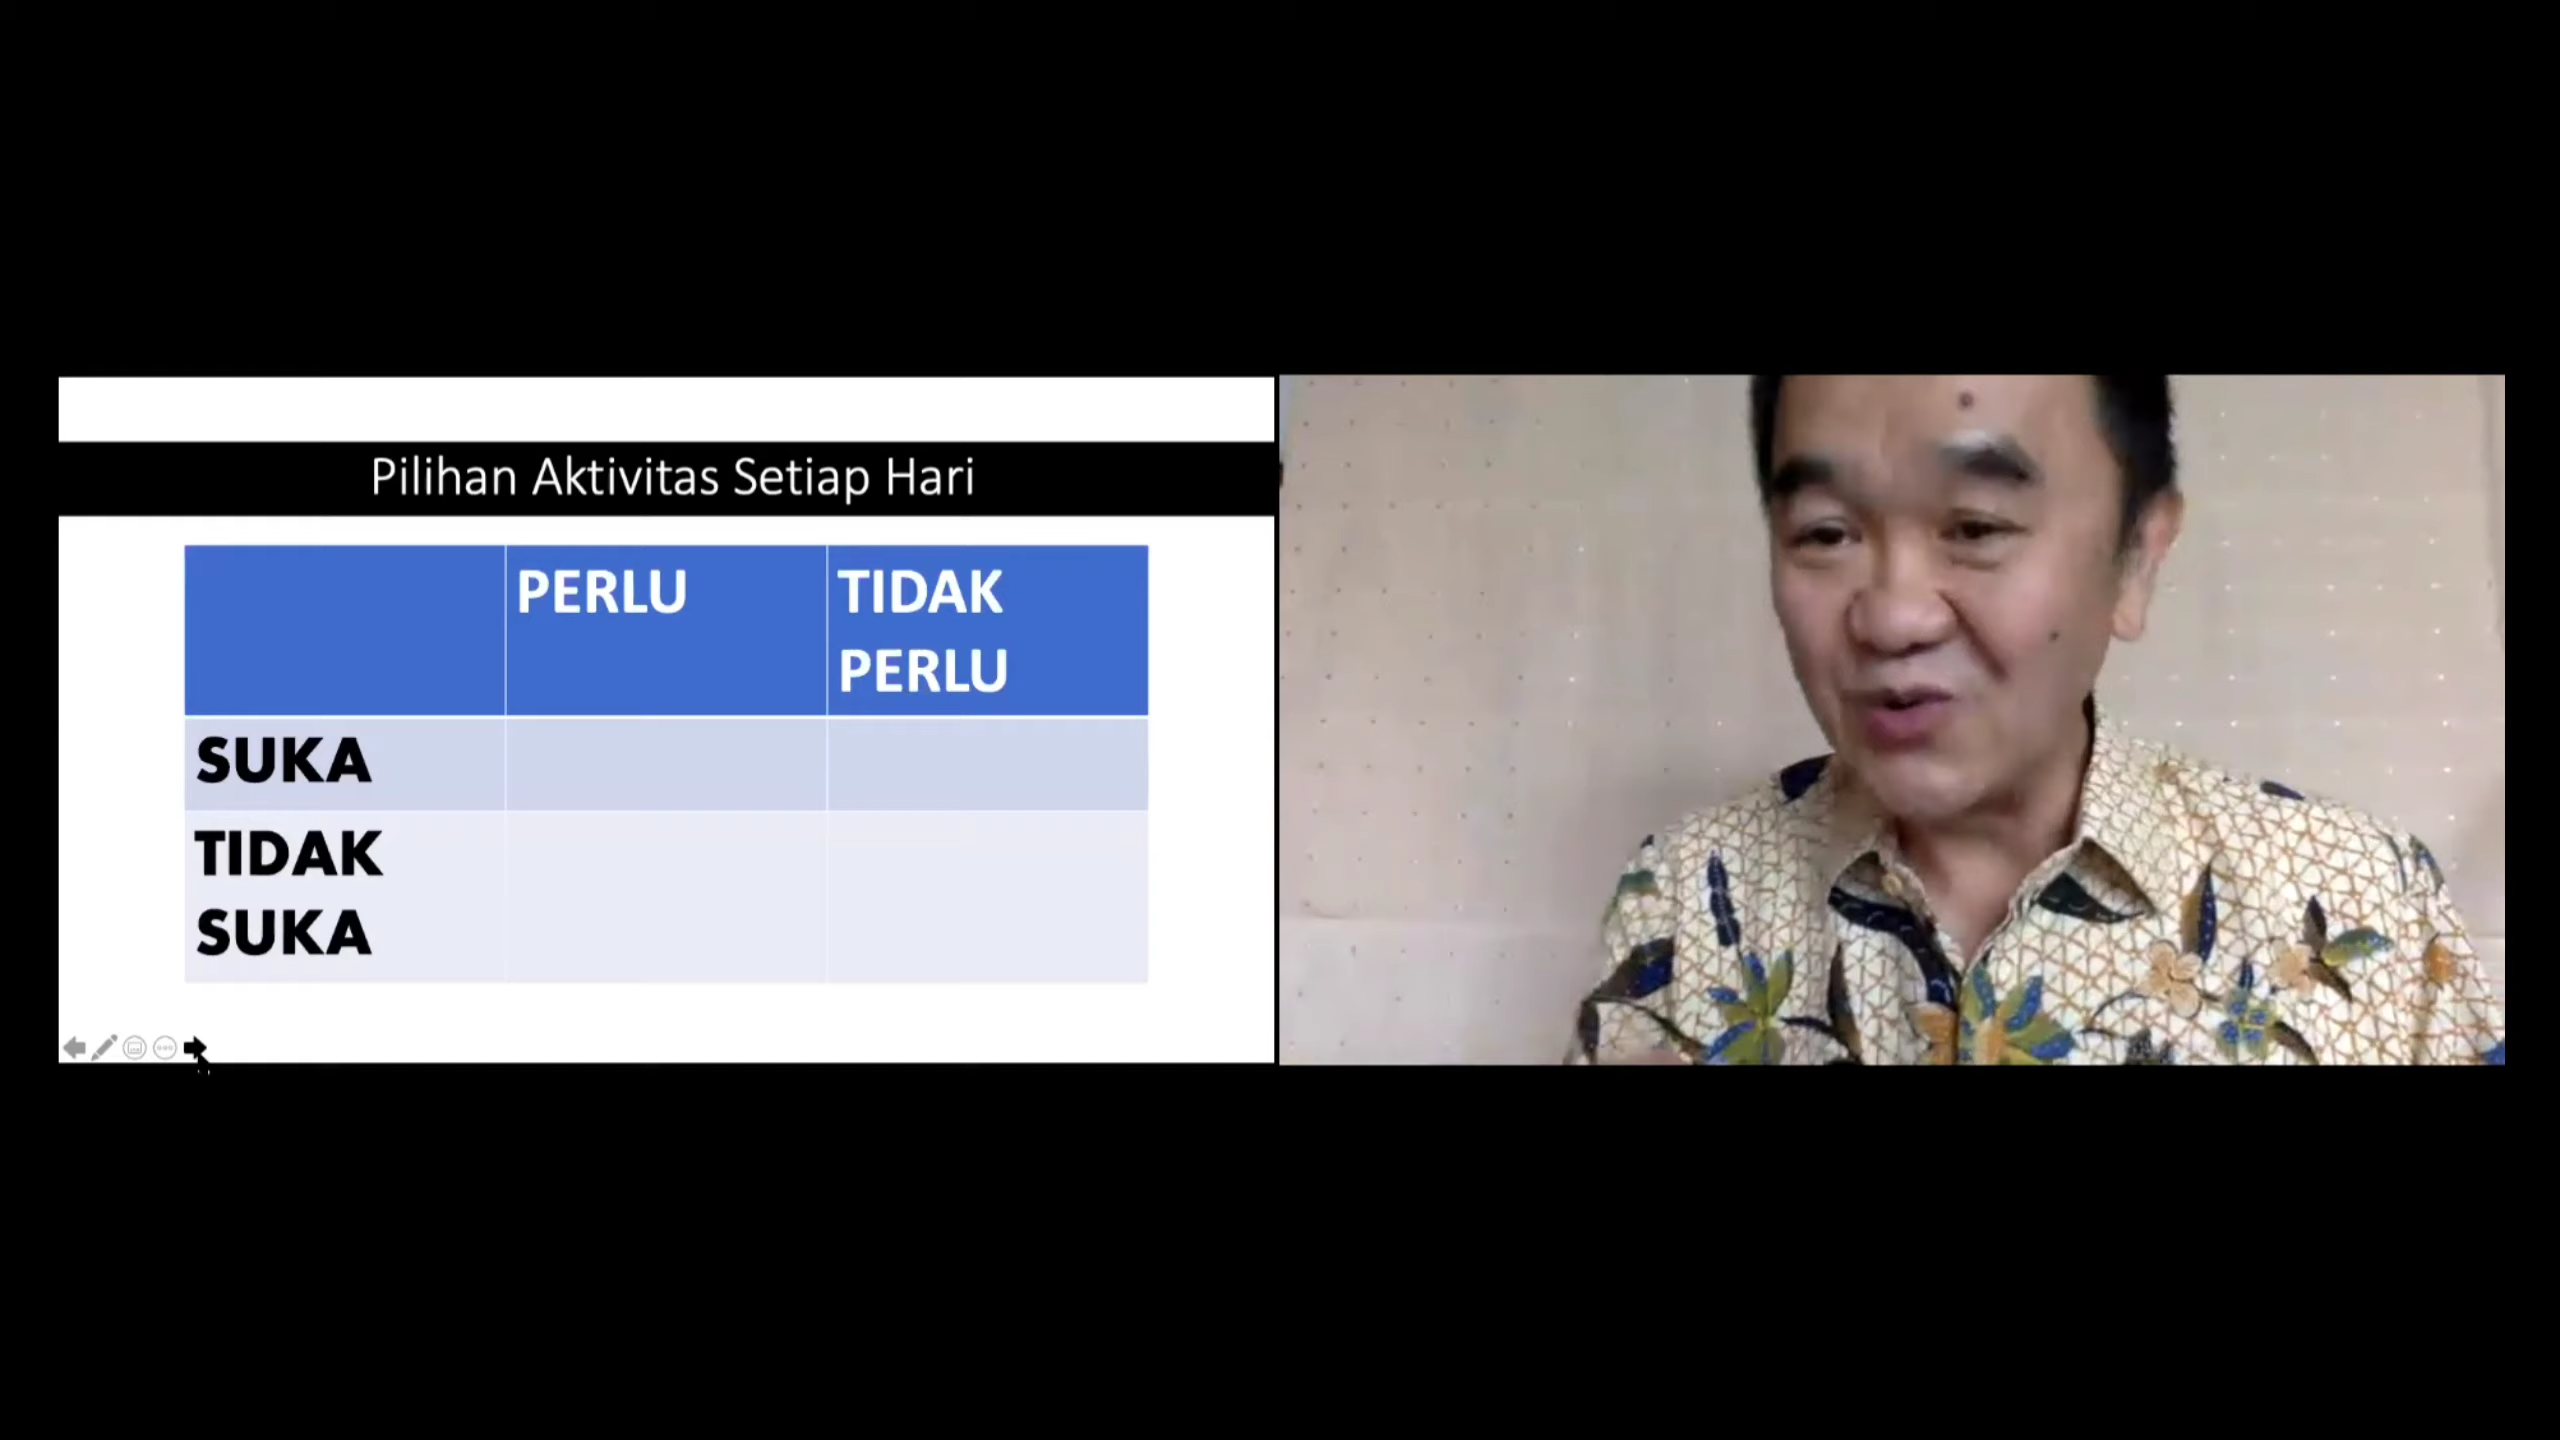 Pilihan Aktivitas Setiap Hari
PERLU
TIDAK
PERLU
SUKA
TIDAK
SUKA